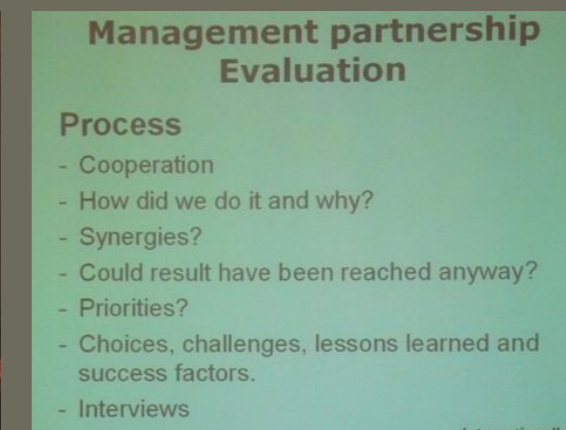 Management partnership
Evaluation
Process
- Cooperation
- How did we do it and why?
- Synergies?
- Could result have been reached anyway?
- Priorities?
- Choices, challenges, lessons learned and
success factors.
- Interviews